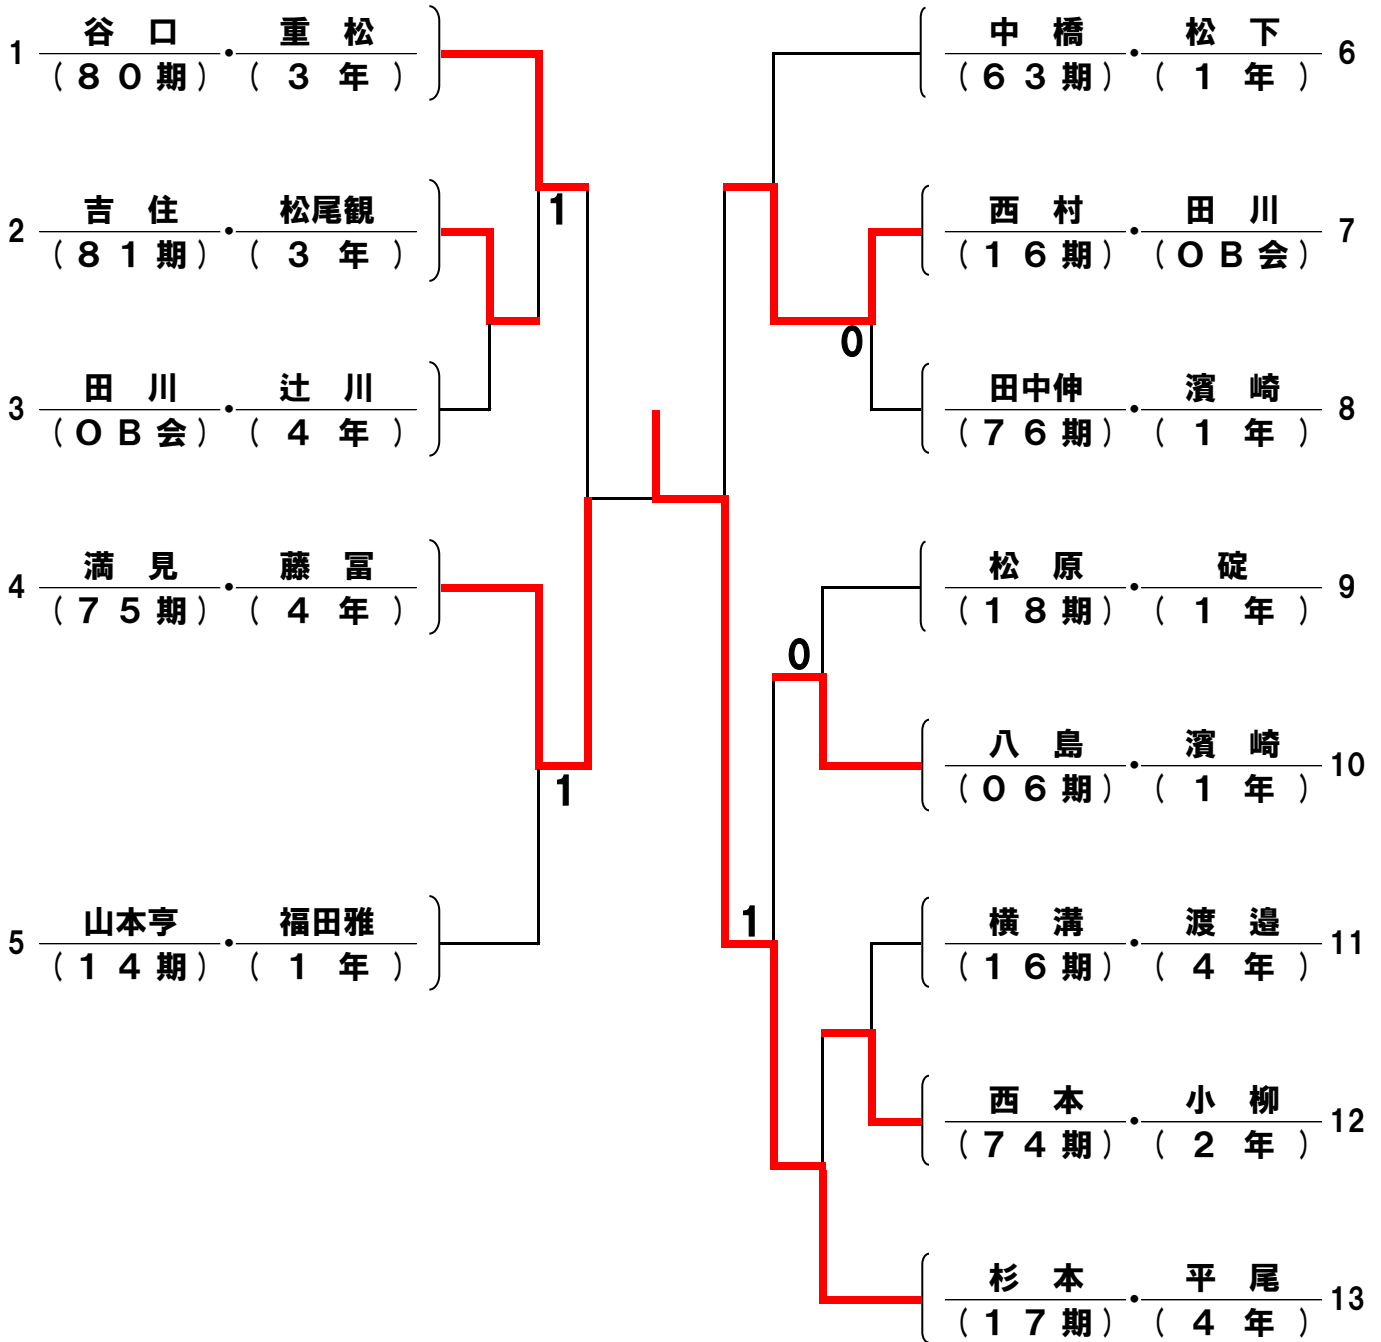 1 谷口・重松
(80期) (3年)
1
2 吉住・松尾観
(81期) (3年)
3 田川・辻川
(OB会) (4年)
4 満見・藤冨
(75期) (4年)
1
5 山本亨・福田雅
(14期) (1年)
中橋・松下 6
(63期) (1年)
西村・田川 7
(16期) (OB会)
0
田中伸・濱崎 8
(76期) (1年)
松原・碇 9
(18期) (1年)
0
八島・濱崎 10
(06期) (1年)
1
横溝・渡邉 11
(16期) (4年)
西本・小柳 12
(74期) (2年)
杉本・平尾 13
(17期) (4年)